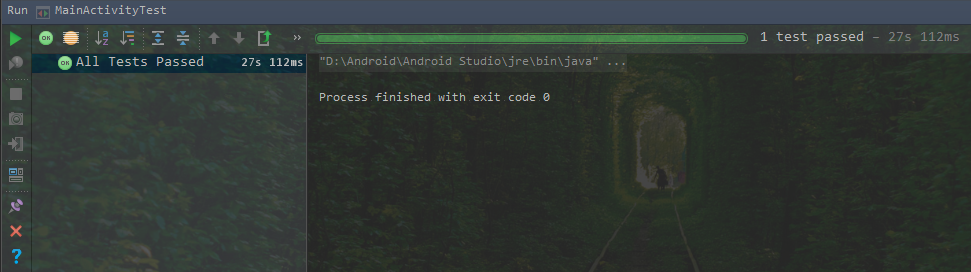 Run MainActivityTest
OK »
1 test passed – 27s 112ms
OK All Tests Passed 27s 112ms
"D:\Android\Android Studio\jre\bin\java" ...
Process finished with exit code 0
?